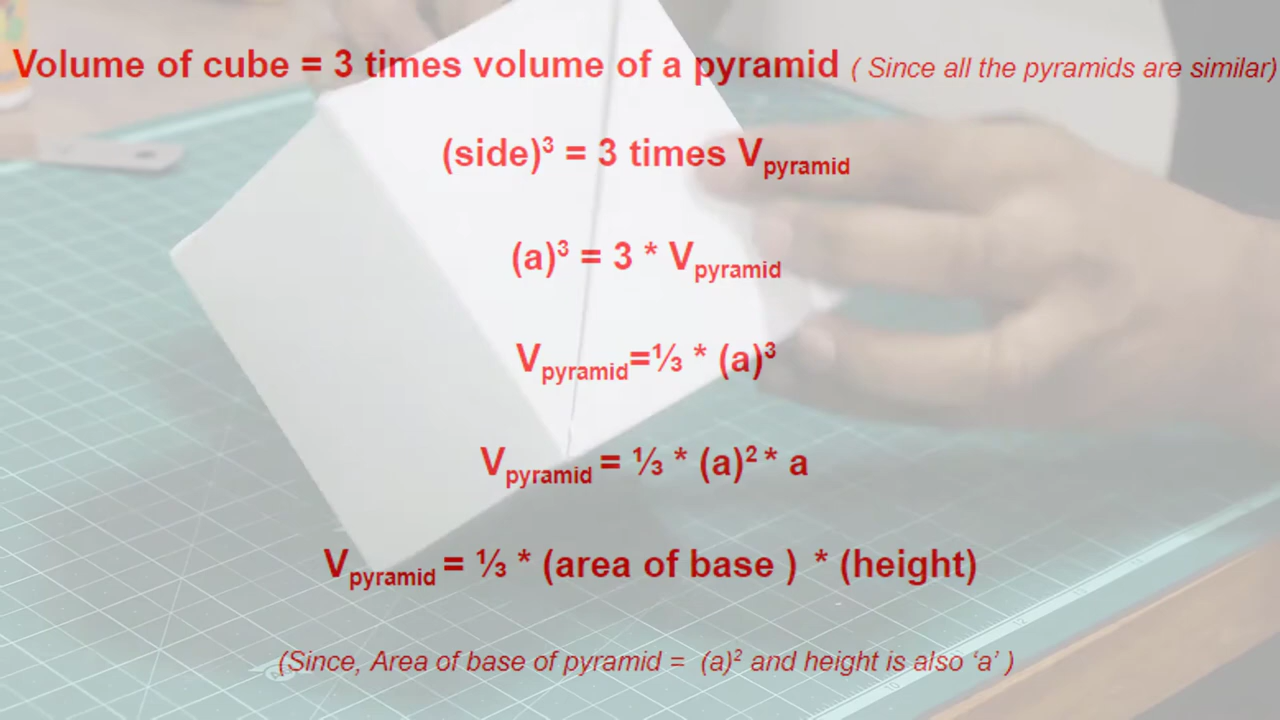 Volume of cube = 3 times volume of a pyramid ( Since all the pyramids are similar)
(side)³ = 3 times Vpyramid
(a)³ = 3 * Vpyramid
Vpyramid=⅓ * (a)³
Vpyramid = ⅓ * (a)² * a
Vpyramid = ⅓ * (area of base ) * (height)
(Since, Area of base of pyramid = (a)² and height is also ‘a’ )